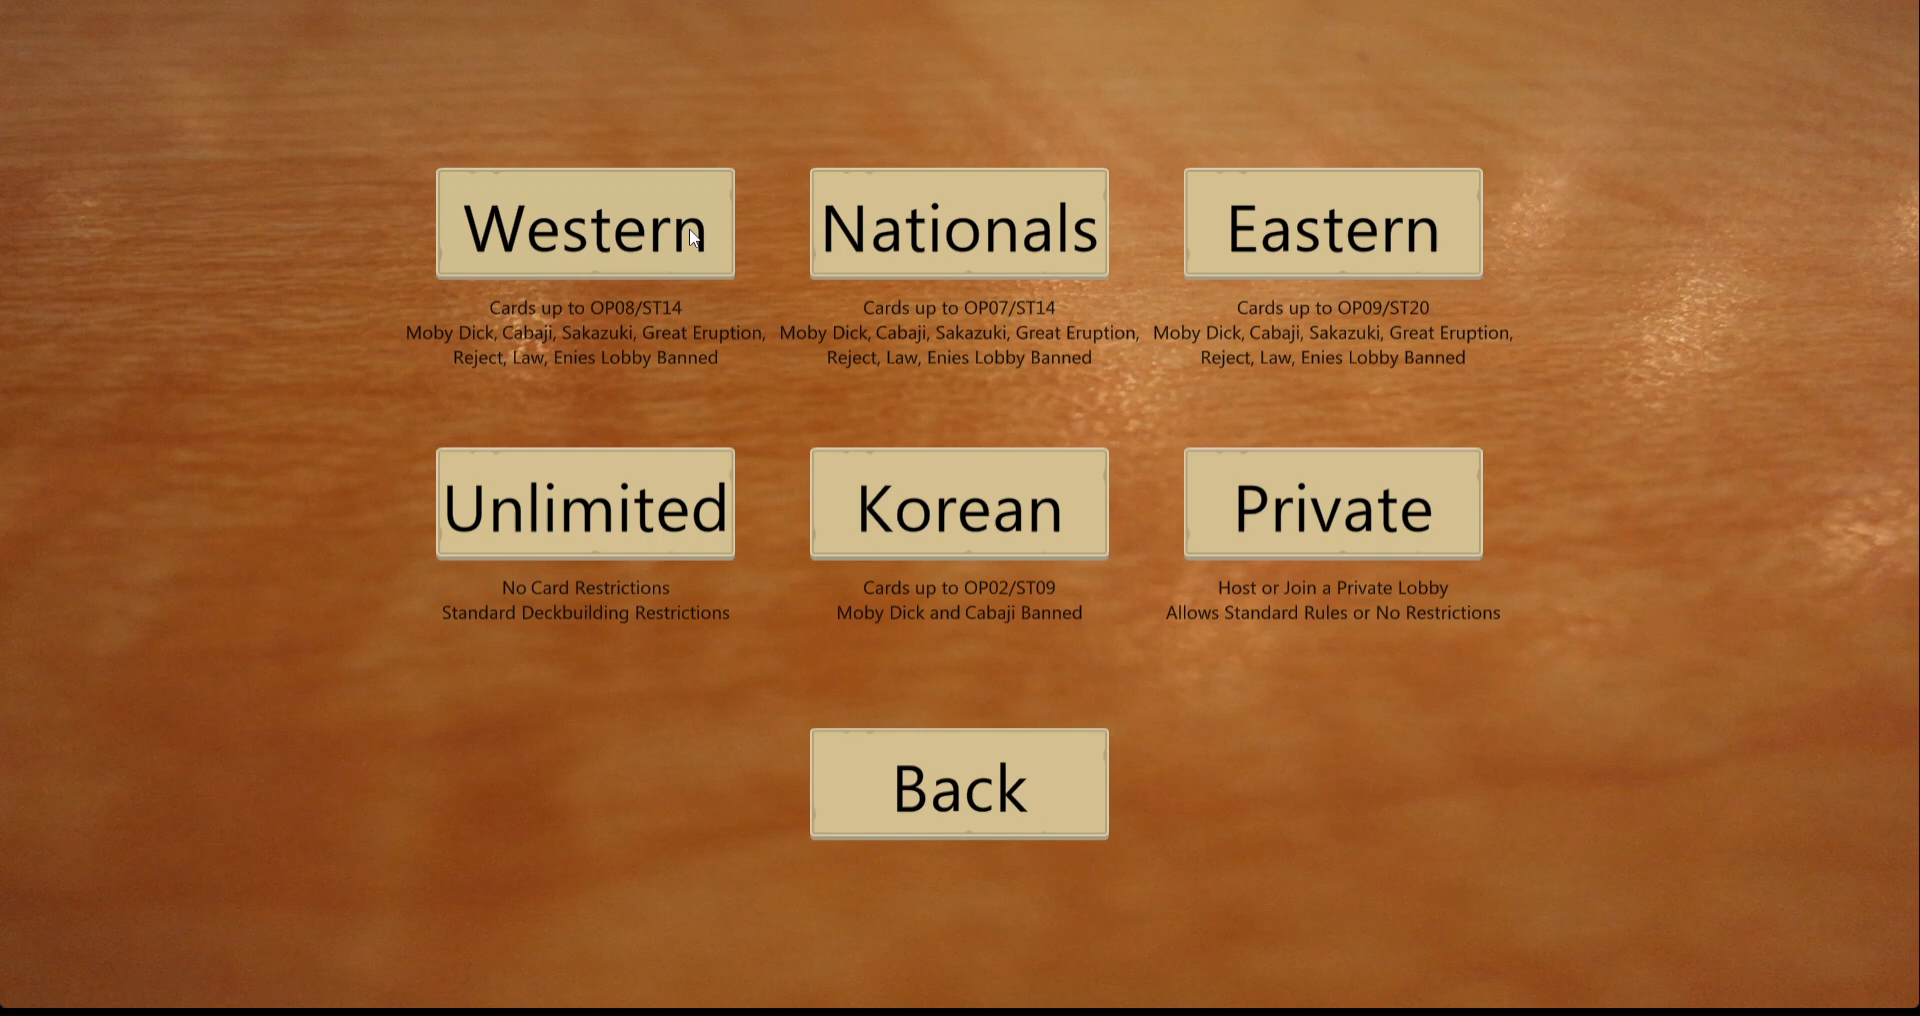 Western
Nationals
Eastern
Cards up to OP08/ST14
Moby Dick, Cabaji, Sakazuki, Great Eruption,
Reject, Law, Enies Lobby Banned
Cards up to OP07/ST14
Moby Dick, Cabaji, Sakazuki, Great Eruption,
Reject, Law, Enies Lobby Banned
Cards up to OP09/ST20
Moby Dick, Cabaji, Sakazuki, Great Eruption,
Reject, Law, Enies Lobby Banned
Unlimited
Korean
Private
No Card Restrictions
Standard Deckbuilding Restrictions
Cards up to OP02/ST09
Moby Dick and Cabaji Banned
Host or Join a Private Lobby
Allows Standard Rules or No Restrictions
Back